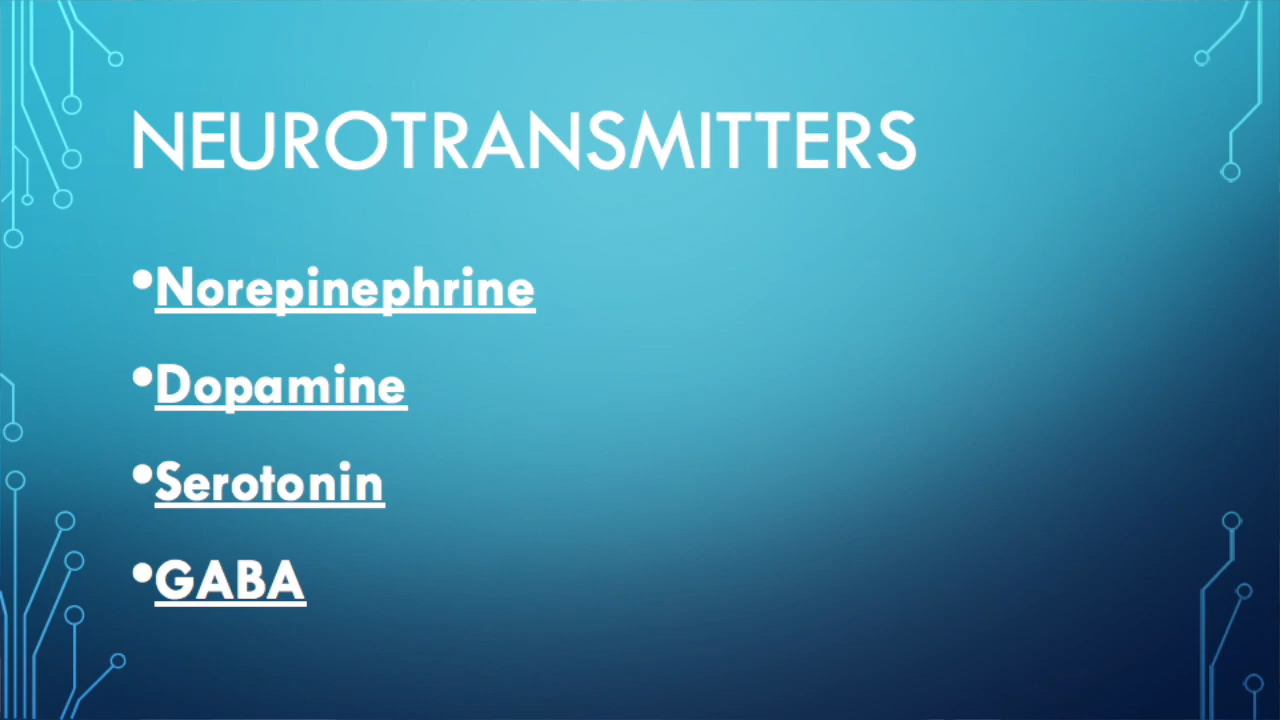 NEUROTRANSMITTERS
•Norepinephrine
•Dopamine
•Serotonin
•GABA